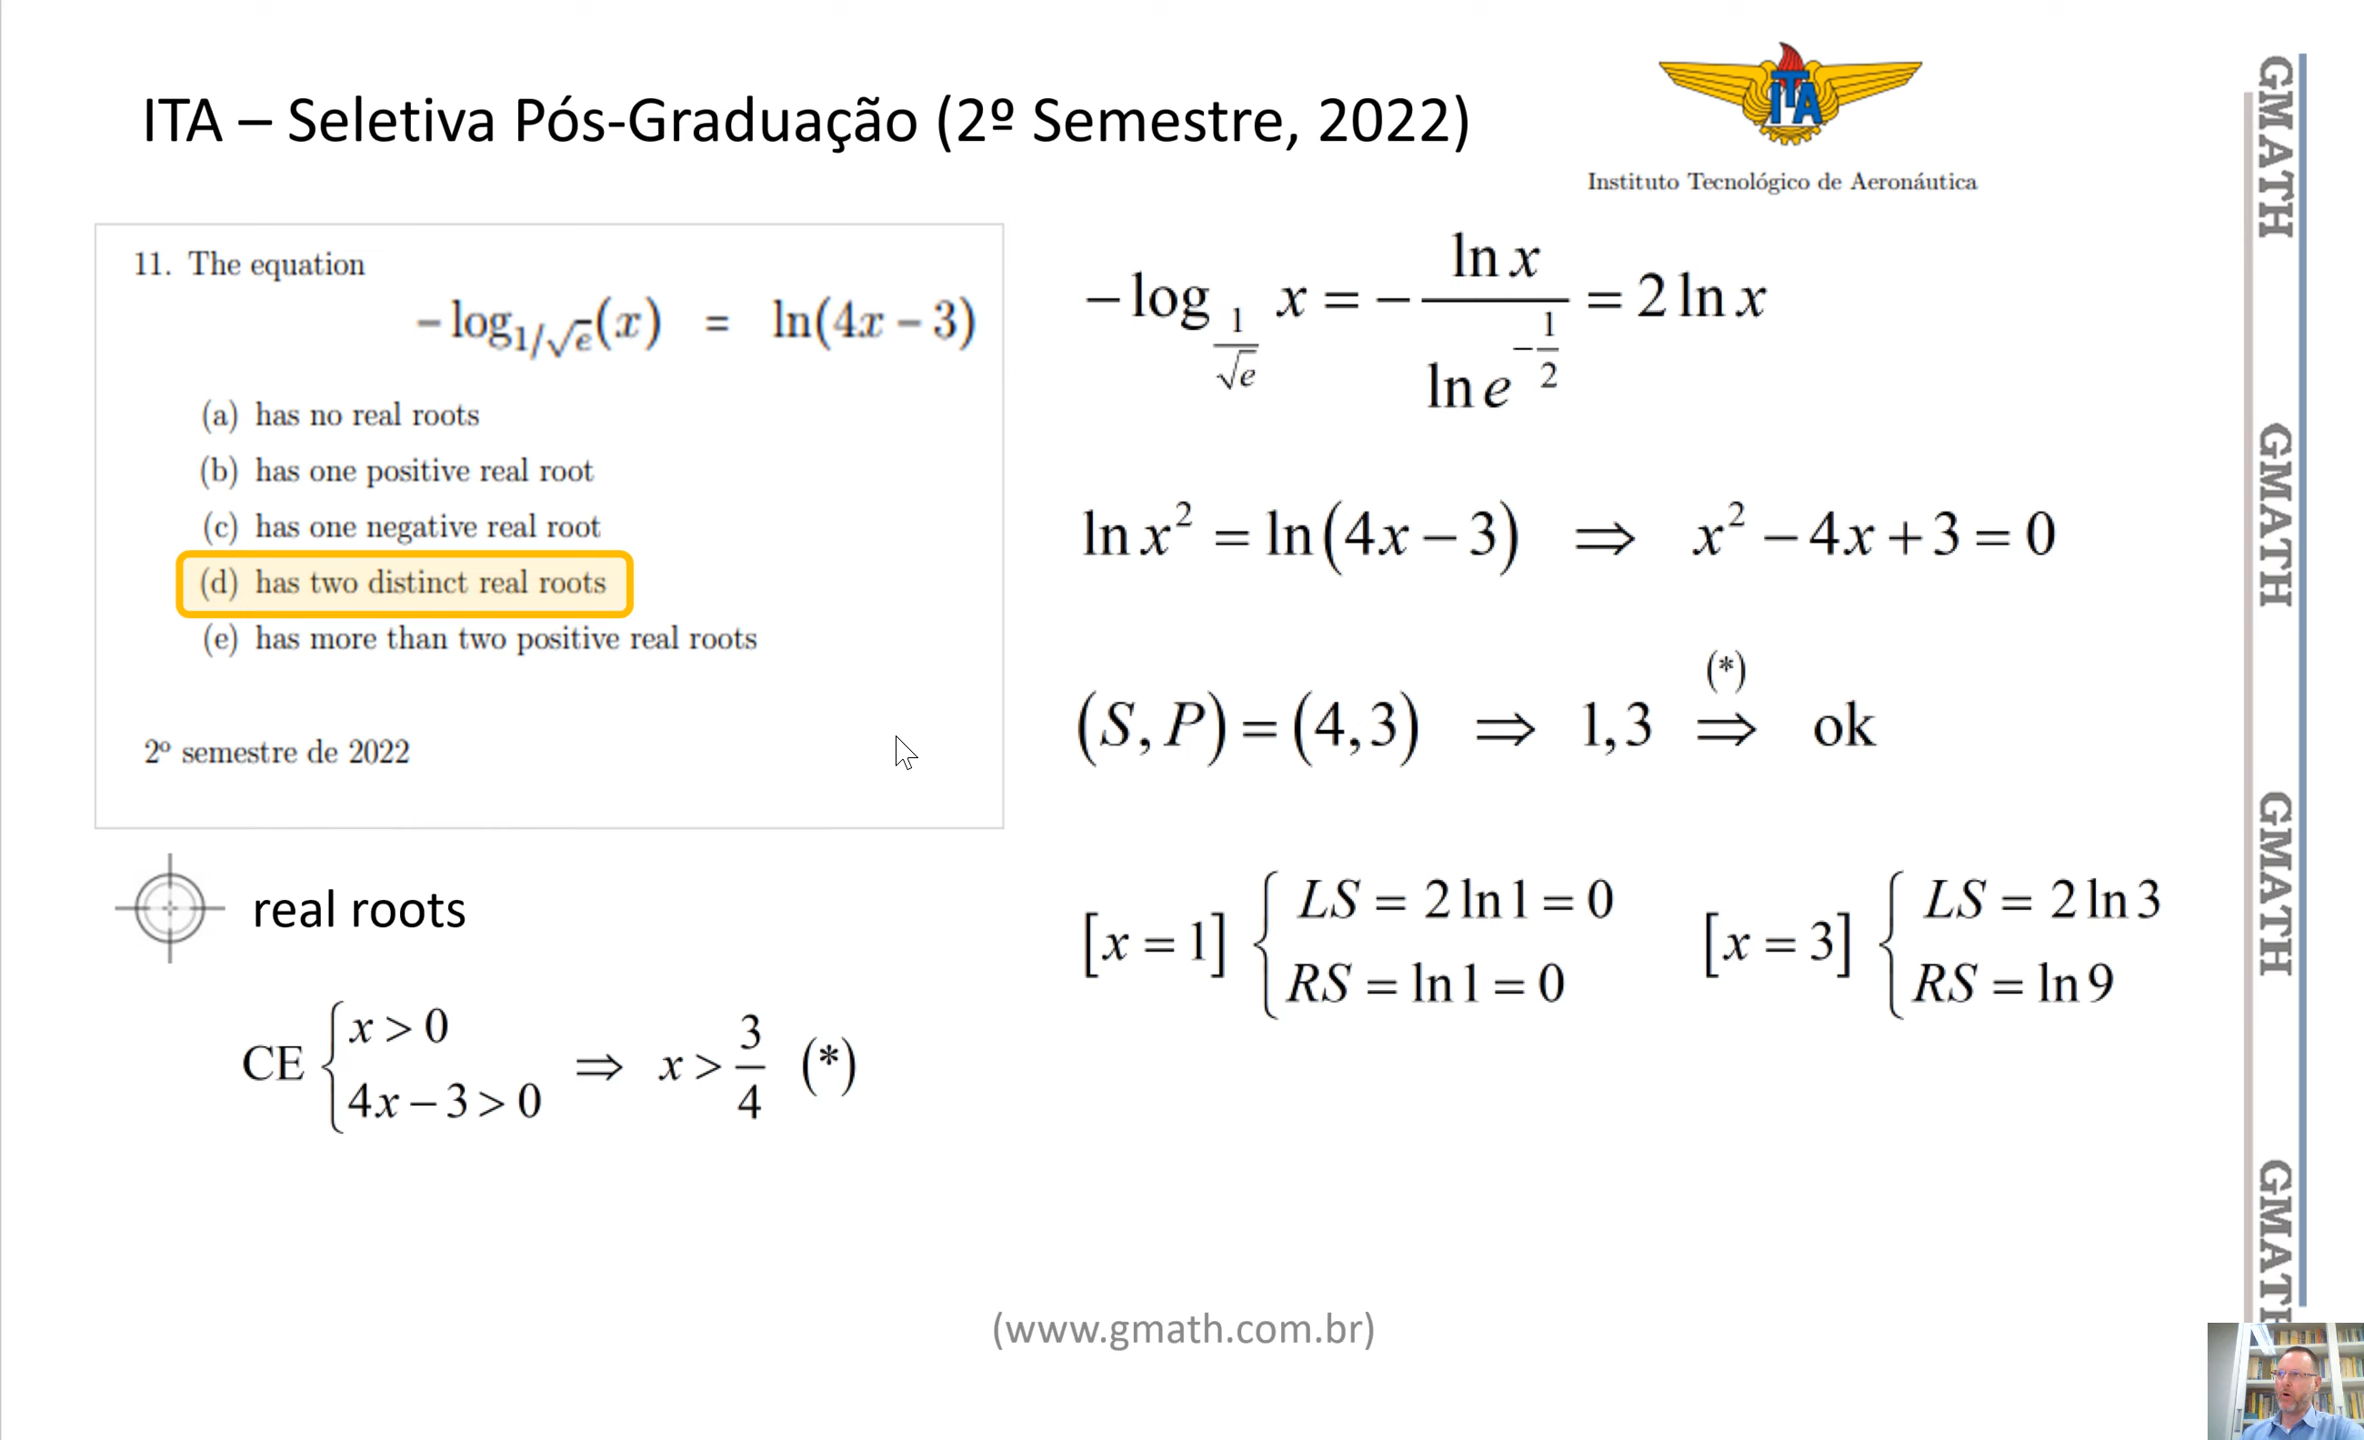 ITA – Seletiva Pós-Graduação (2º Semestre, 2022)
ITA
Instituto Tecnológico de Aeronáutica
11. The equation
-log_{1/√e}(x) = ln(4x - 3)
(a) has no real roots
(b) has one positive real root
(c) has one negative real root
(d) has two distinct real roots
(e) has more than two positive real roots
2º semestre de 2022
real roots
CE { x > 0
4x - 3 > 0 ⇒ x > 3/4 (*)
-log_{1/√e} x = - ln x / ln e^{-1/2} = 2 ln x
ln x² = ln(4x - 3) ⇒ x² - 4x + 3 = 0
(S, P) = (4,3) ⇒ 1,3 (*)⇒ ok
[x = 1] { LS = 2 ln 1 = 0
RS = ln 1 = 0
[x = 3] { LS = 2 ln 3
RS = ln 9
(www.gmath.com.br)
GMATH
GMATH
GMATH
GMATH